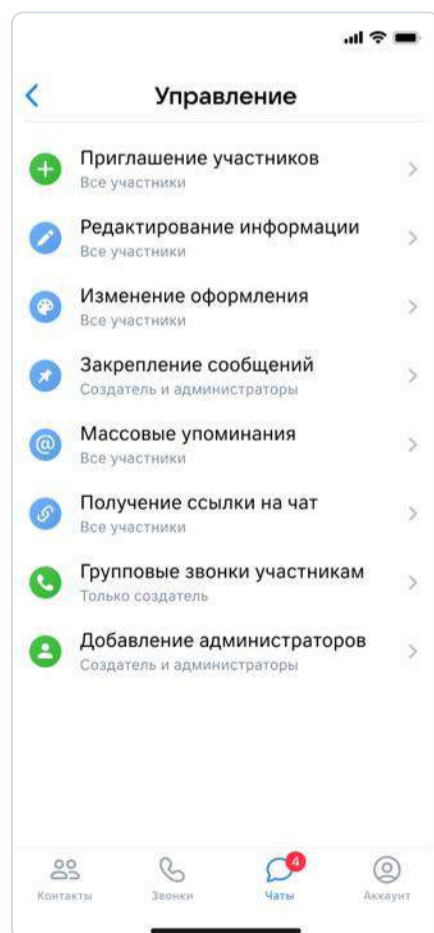 Управление
Приглашение участников
Все участники
Редактирование информации
Все участники
Изменение оформления
Все участники
Закрепление сообщений
Создатель и администраторы
Массовые упоминания
Все участники
Получение ссылки на чат
Все участники
Групповые звонки участникам
Только создатель
Добавление администраторов
Создатель и администраторы
4
Контакты Звонки Чаты Аккаунт